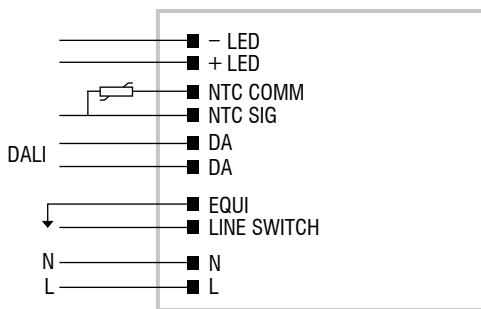 – LED
+ LED
NTC COMM
NTC SIG
DALI
DA
DA
EQUI
LINE SWITCH
N N
L L